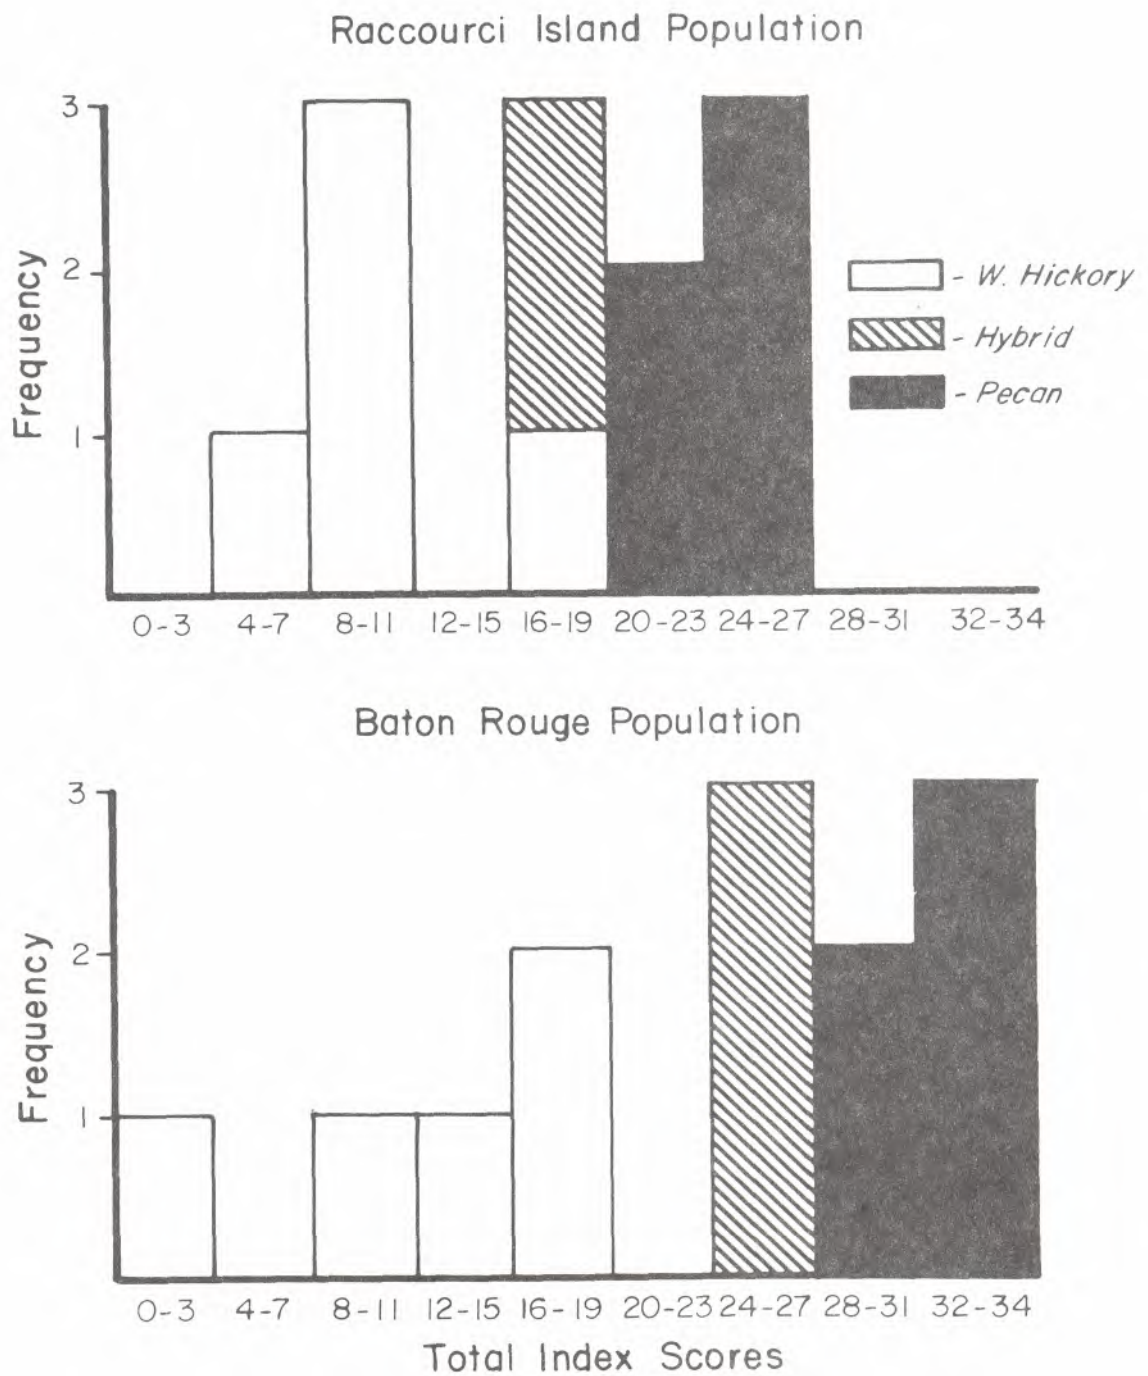 Raccourci Island Population
Frequency
3
2
1
W. Hickory
- Hybrid
- Pecan
0-3 4-7 8-11 12-15 16-19 20-23 24-27 28-31 32-34
Baton Rouge Population
Frequency
3
2
1
0-3 4-7 8-11 12-15 16-19 20-23 24-27 28-31 32-34
Total Index Scores